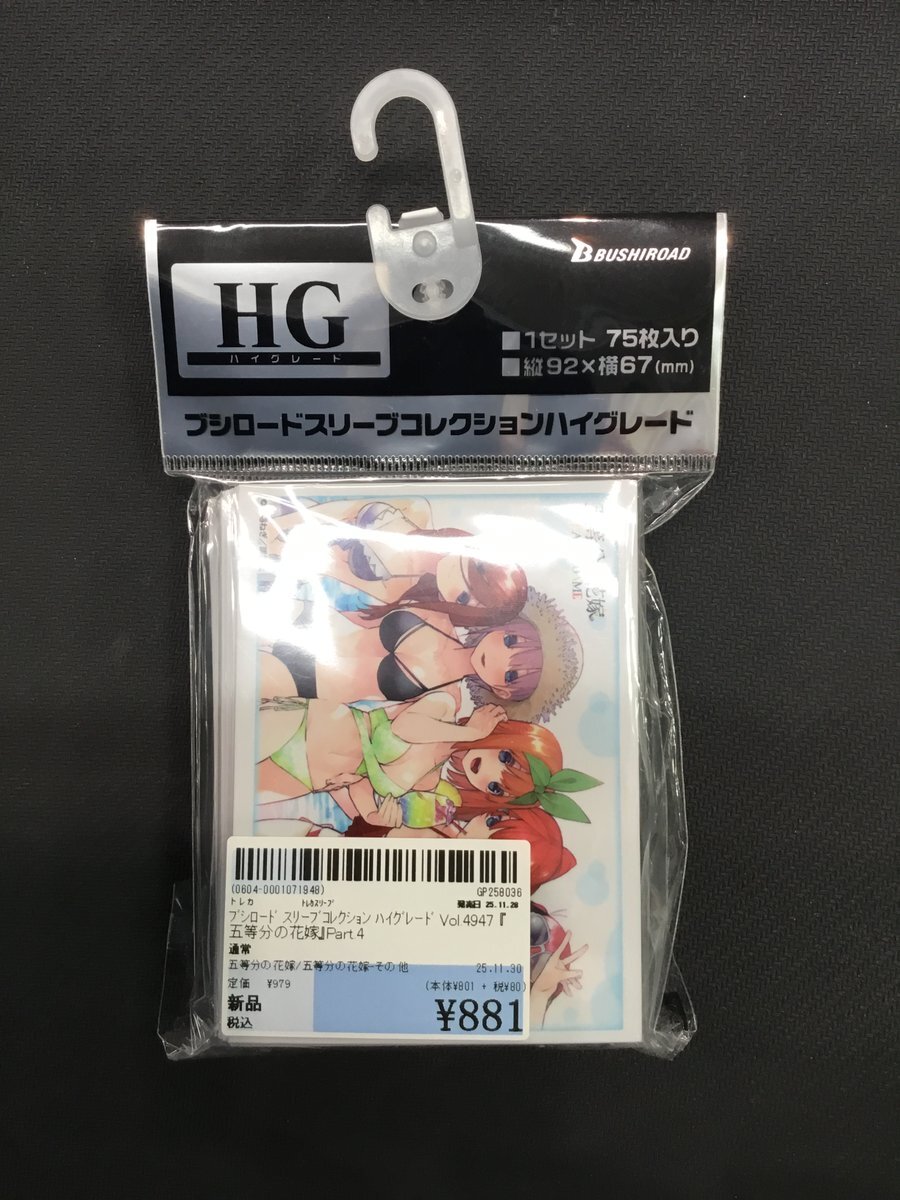 BUSHIROAD
HG
ハイグレード
■1セット 75枚入り
■縦92×横67(mm)
ブシロードスリーブコレクションハイグレード
花嫁
(0604-0001071948) GP258036
トレカ トレカスリーブ 発売日 25.11.28
ブシロード スリーブコレクション ハイグレード Vol.4947『
五等分の花嫁』Part.4
通常
五等分の花嫁/五等分の花嫁-その他 25.11.30
定価 ¥979 (本体¥801 + 税¥80)
新品
税込 ¥881